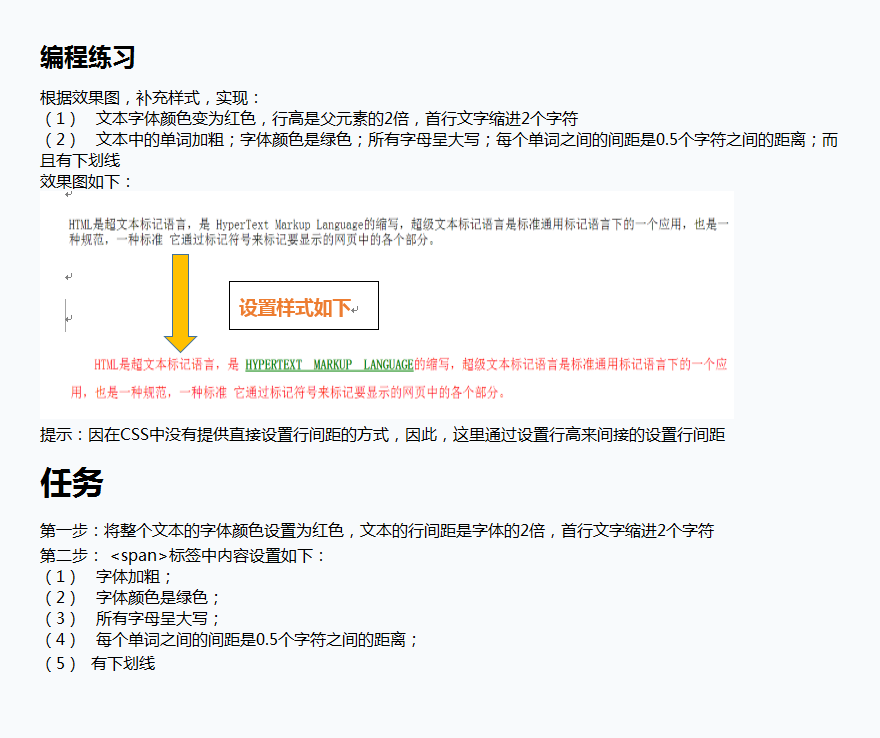 编程练习
根据效果图，补充样式，实现：
（1） 文本字体颜色变为红色，行高是父元素的2倍，首行文字缩进2个字符
（2） 文本中的单词加粗；字体颜色是绿色；所有字母呈大写；每个单词之间的间距是0.5个字符之间的距离；而
且有下划线
效果图如下：
HTML是超文本标记语言，是 HyperText Markup Language的缩写，超级文本标记语言是标准通用标记语言下的一个应用，也是一
种规范，一种标准 它通过标记符号来标记要显示的网页中的各个部分。
设置样式如下
HTML是超文本标记语言，是 HYPERTEXT MARKUP LANGUAGE的缩写，超级文本标记语言是标准通用标记语言下的一个应
用，也是一种规范，一种标准 它通过标记符号来标记要显示的网页中的各个部分。
提示：因在CSS中没有提供直接设置行间距的方式，因此，这里通过设置行高来间接的设置行间距
任务
第一步：将整个文本的字体颜色设置为红色，文本的行间距是字体的2倍，首行文字缩进2个字符
第二步： <span>标签中内容设置如下：
（1） 字体加粗；
（2） 字体颜色是绿色；
（3） 所有字母呈大写；
（4） 每个单词之间的间距是0.5个字符之间的距离；
（5） 有下划线